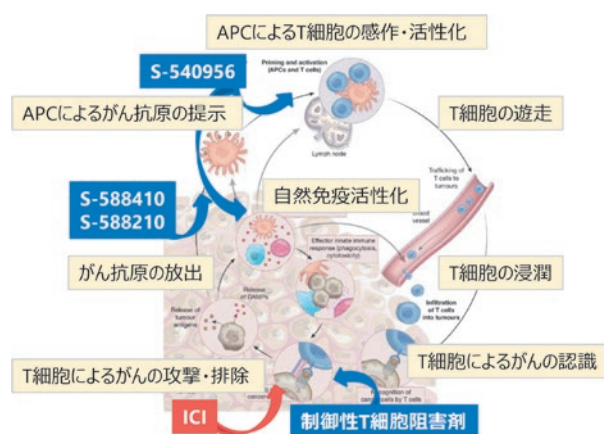 APCによるT細胞の感作・活性化
Priming and activation
(APCs and T cells)
S-540956
APCによるがん抗原の提示
T細胞の遊走
Lymph node
Trafficking of
T cells to
tumours
S-588410
S-588210
自然免疫活性化
vessel
Effector innate immune
response (phagocytosis,
cytotoxicity)
がん抗原の放出
T細胞の浸潤
Release
of DAMPs
Release of
tumour
antigens
Infiltration
of T cells
into tumours
T細胞によるがんの攻撃・排除
T細胞によるがんの認識
Recognition of
cancer cells by T cells
ICI
制御性T細胞阻害剤